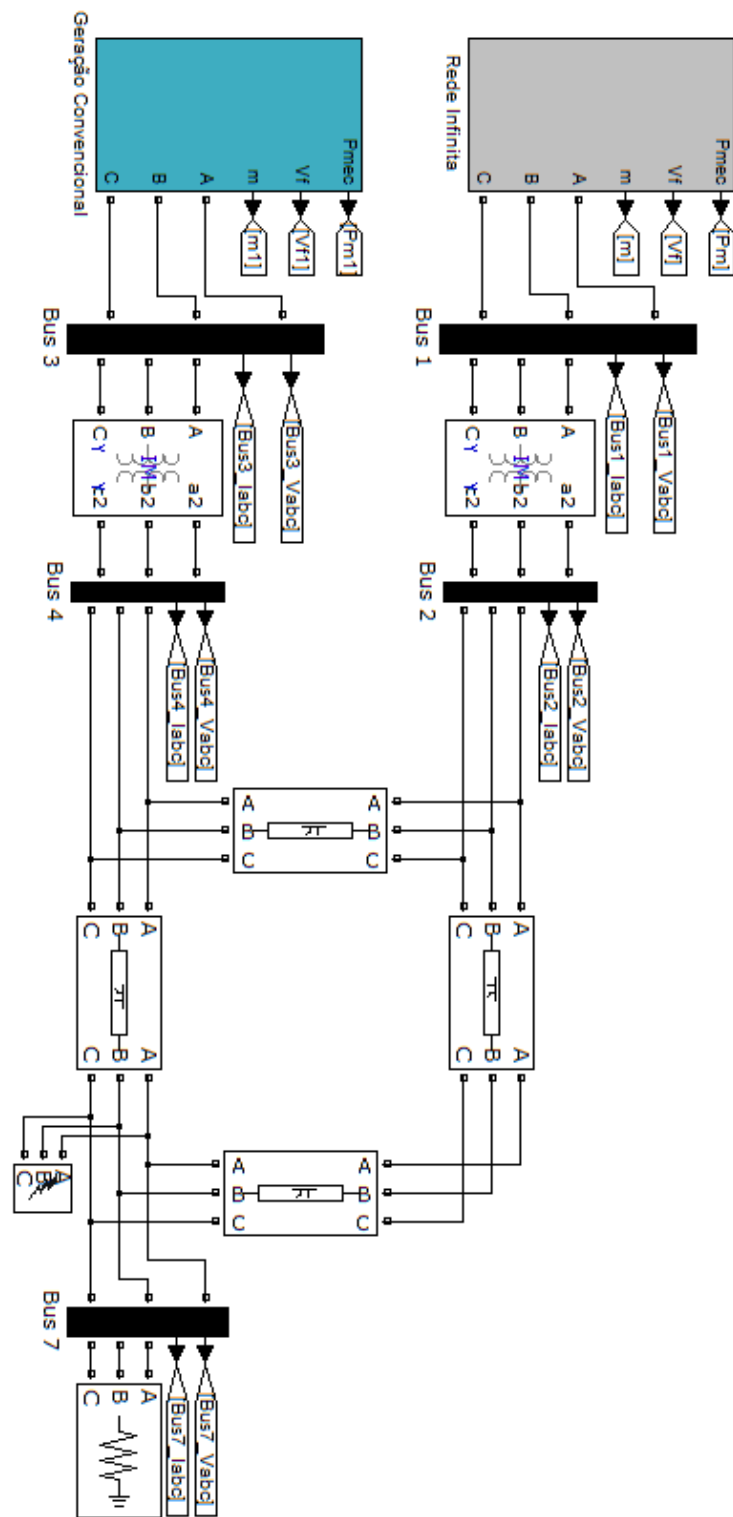 Pmec
[Pm]
Vf
[Vf]
m
[m]
A
B
C
Rede Infinita
[Bus1_Vabc]
[Bus1_Iabc]
Bus 1
A a2
B b2
C Y Y c2
[Bus2_Vabc]
[Bus2_Iabc]
Bus 2
A A
B B
C C
A B C
A B C
A B C
A B C
Pmec
[Pm1]
Vf
[Vf1]
m
[m1]
A
B
C
Geração Convencional
[Bus3_Vabc]
[Bus3_Iabc]
Bus 3
A a2
B b2
C Y Y c2
[Bus4_Vabc]
[Bus4_Iabc]
Bus 4
A A
B B
C C
A
B
C
[Bus7_Vabc]
[Bus7_Iabc]
Bus 7
A
B
C